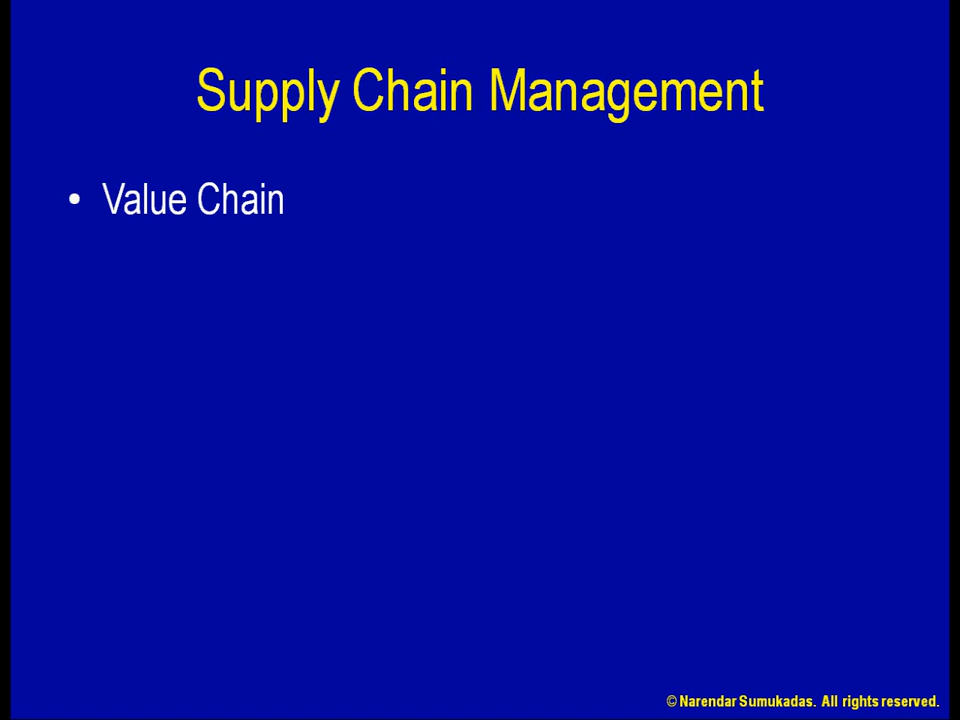 Supply Chain Management
• Value Chain
© Narendar Sumukadas. All rights reserved.